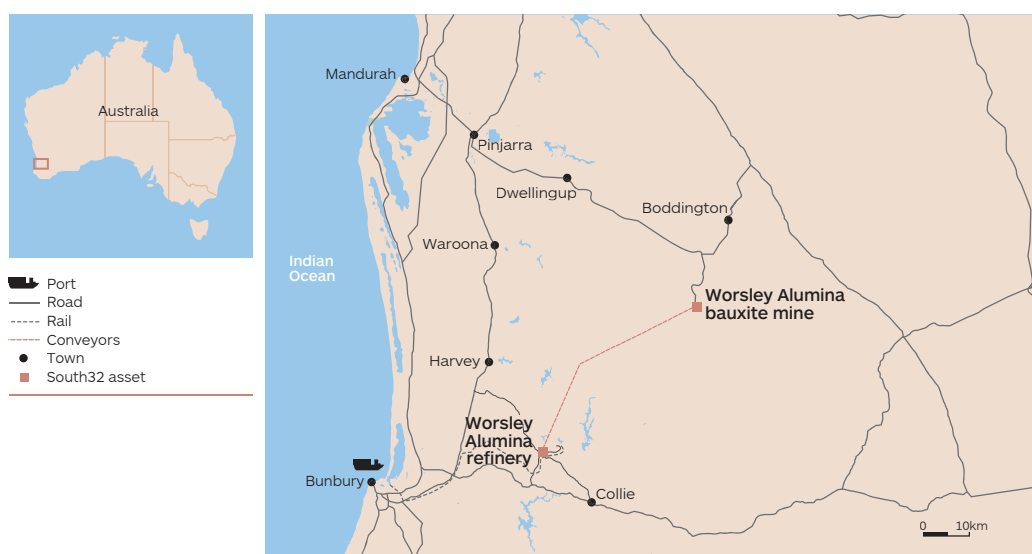 Australia
Port
Road
Rail
Conveyors
Town
South32 asset
Mandurah
Pinjarra
Dwellingup
Boddington
Waroona
Indian
Ocean
Worsley Alumina
bauxite mine
Harvey
Worsley
Alumina
refinery
Bunbury
Collie
0 10km